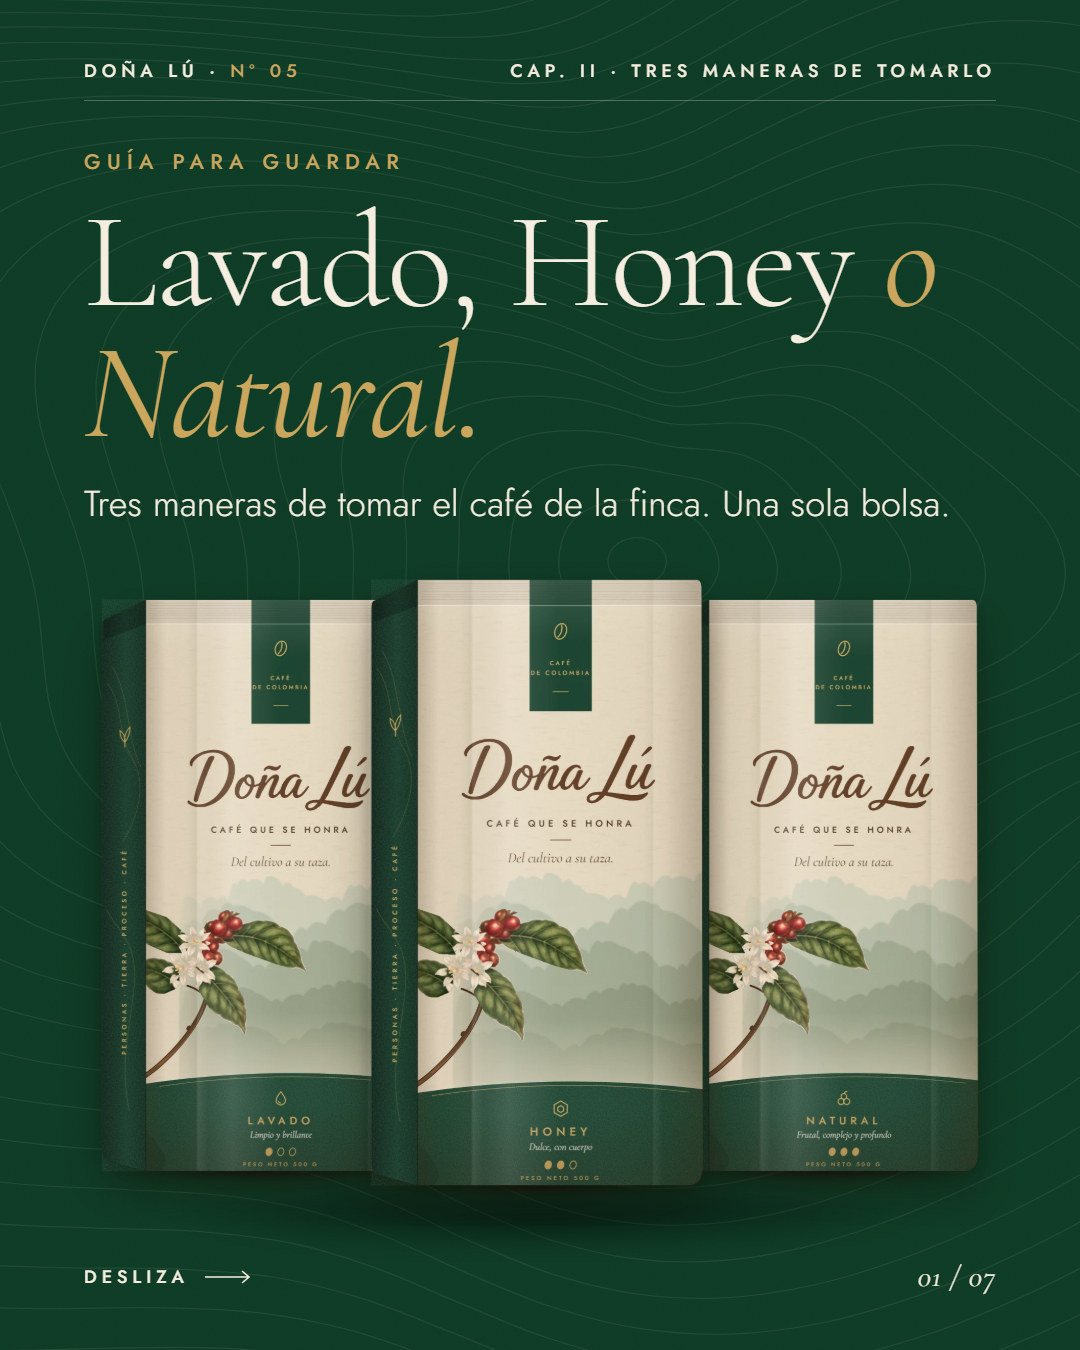 DOÑA LÚ · Nº 05
CAP. II · TRES MANERAS DE TOMARLO
GUÍA PARA GUARDAR
Lavado, Honey o
Natural.
Tres maneras de tomar el café de la finca. Una sola bolsa.
CAFÉ
DE COLOMBIA
Doña Lú
CAFÉ QUE SE HONRA
Del cultivo a su taza.
PERSONAS · TIERRA · PROCESO · CAFÉ
LAVADO
Limpio y brillante
PESO NETO 500 G
CAFÉ
DE COLOMBIA
Doña Lú
CAFÉ QUE SE HONRA
Del cultivo a su taza.
PERSONAS · TIERRA · PROCESO · CAFÉ
HONEY
Dulce, con cuerpo
PESO NETO 500 G
CAFÉ
DE COLOMBIA
Doña Lú
CAFÉ QUE SE HONRA
Del cultivo a su taza.
NATURAL
Frutal, complejo y profundo
PESO NETO 500 G
DESLIZA
01 / 07